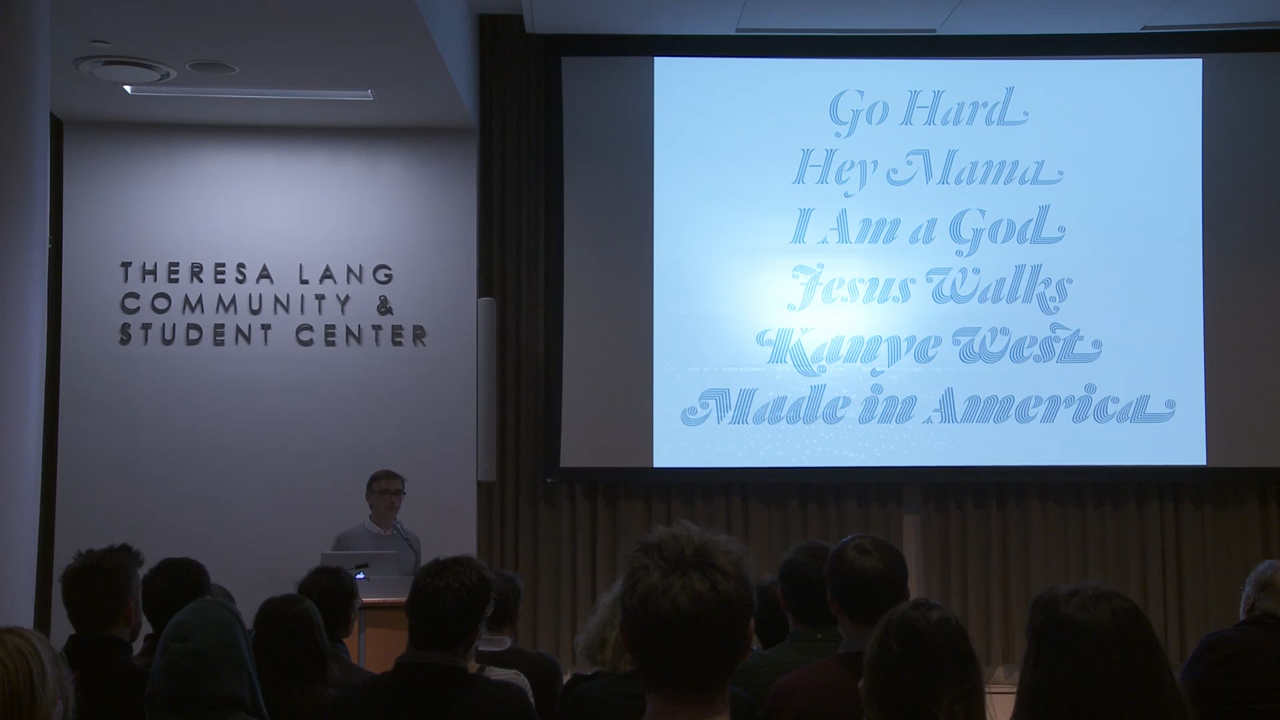 THERESA LANG
COMMUNITY &
STUDENT CENTER
Go Hard
Hey Mama
I Am a God
Jesus Walks
Kanye West
Made in America